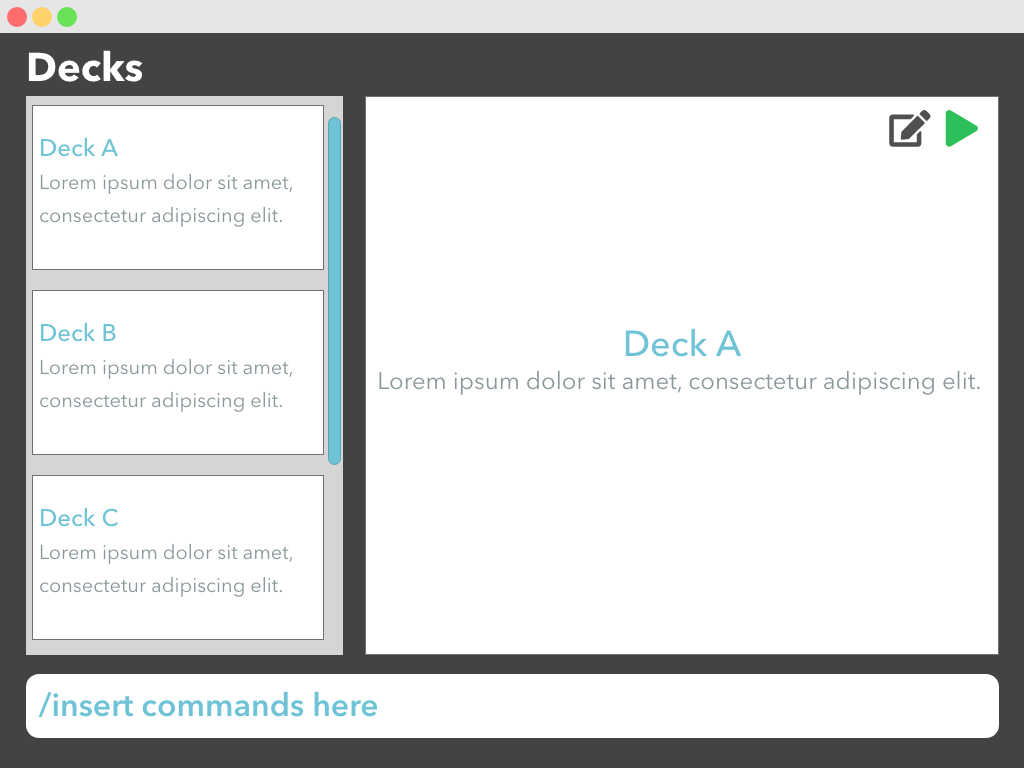 Decks
Deck A
Lorem ipsum dolor sit amet,
consectetur adipiscing elit.
Deck B
Lorem ipsum dolor sit amet,
consectetur adipiscing elit.
Deck C
Lorem ipsum dolor sit amet,
consectetur adipiscing elit.
Deck A
Lorem ipsum dolor sit amet, consectetur adipiscing elit.
/insert commands here